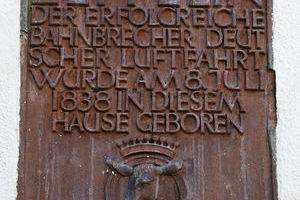 DER ERFOLGREICHE
BAHNBRECHER DEUT
SCHER LUFTFAHRT
WURDE AM 8. JULI
1838 IN DIESEM
HAUSE GEBOREN